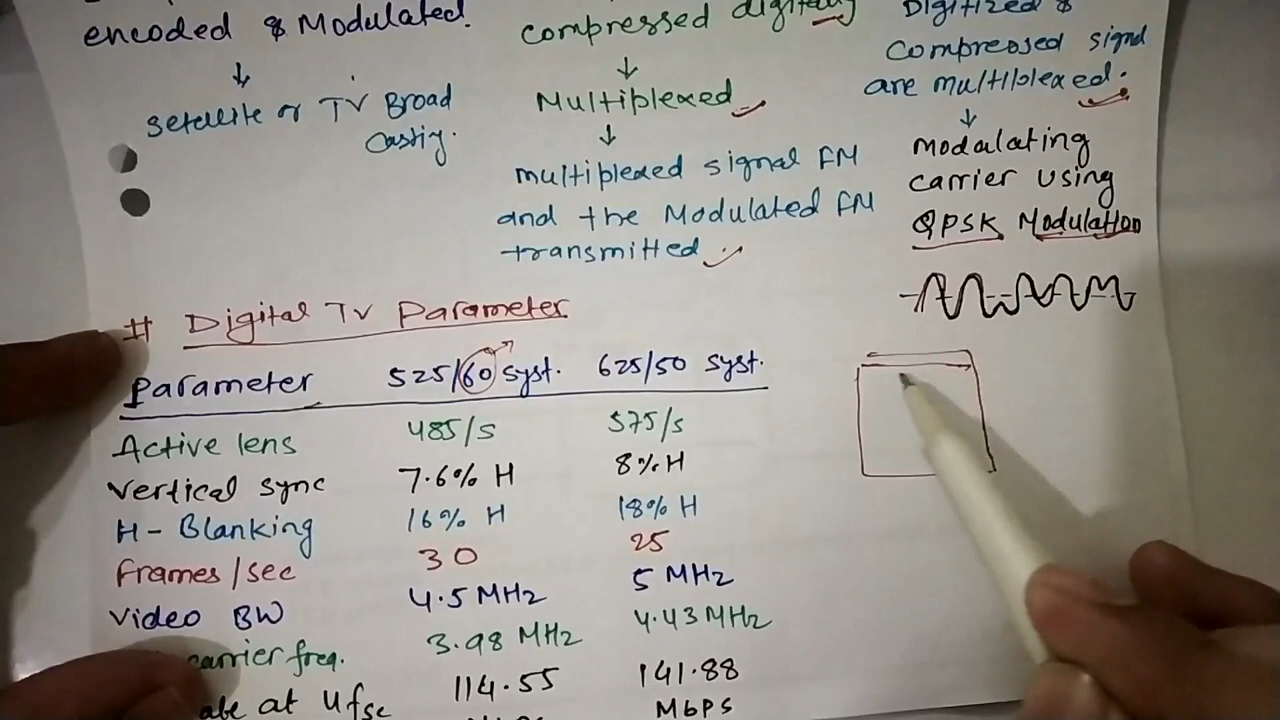 encoded & Modulated.
↓
Setellite or TV Broad
Casting.
compressed digitally
↓
Multiplexed
↓
multiplexed signal FM
and the Modulated FM
transmitted
Digitized &
Compressed signal
are multiplexed.
↓
Modalating
carrier using
QPSK Modulation
# Digital TV Parameter
Parameter 525/60 syst. 625/50 syst.
Active lens 485/s 575/s
Vertical sync 7.6% H 8% H
H- Blanking 16% H 18% H
Frames/sec 30 25
Video BW 4.5 MHz 5 MHz
carrier freq. 3.98 MHz 4.43 MHz
at 4fsc 114.55 141.88
MbPS